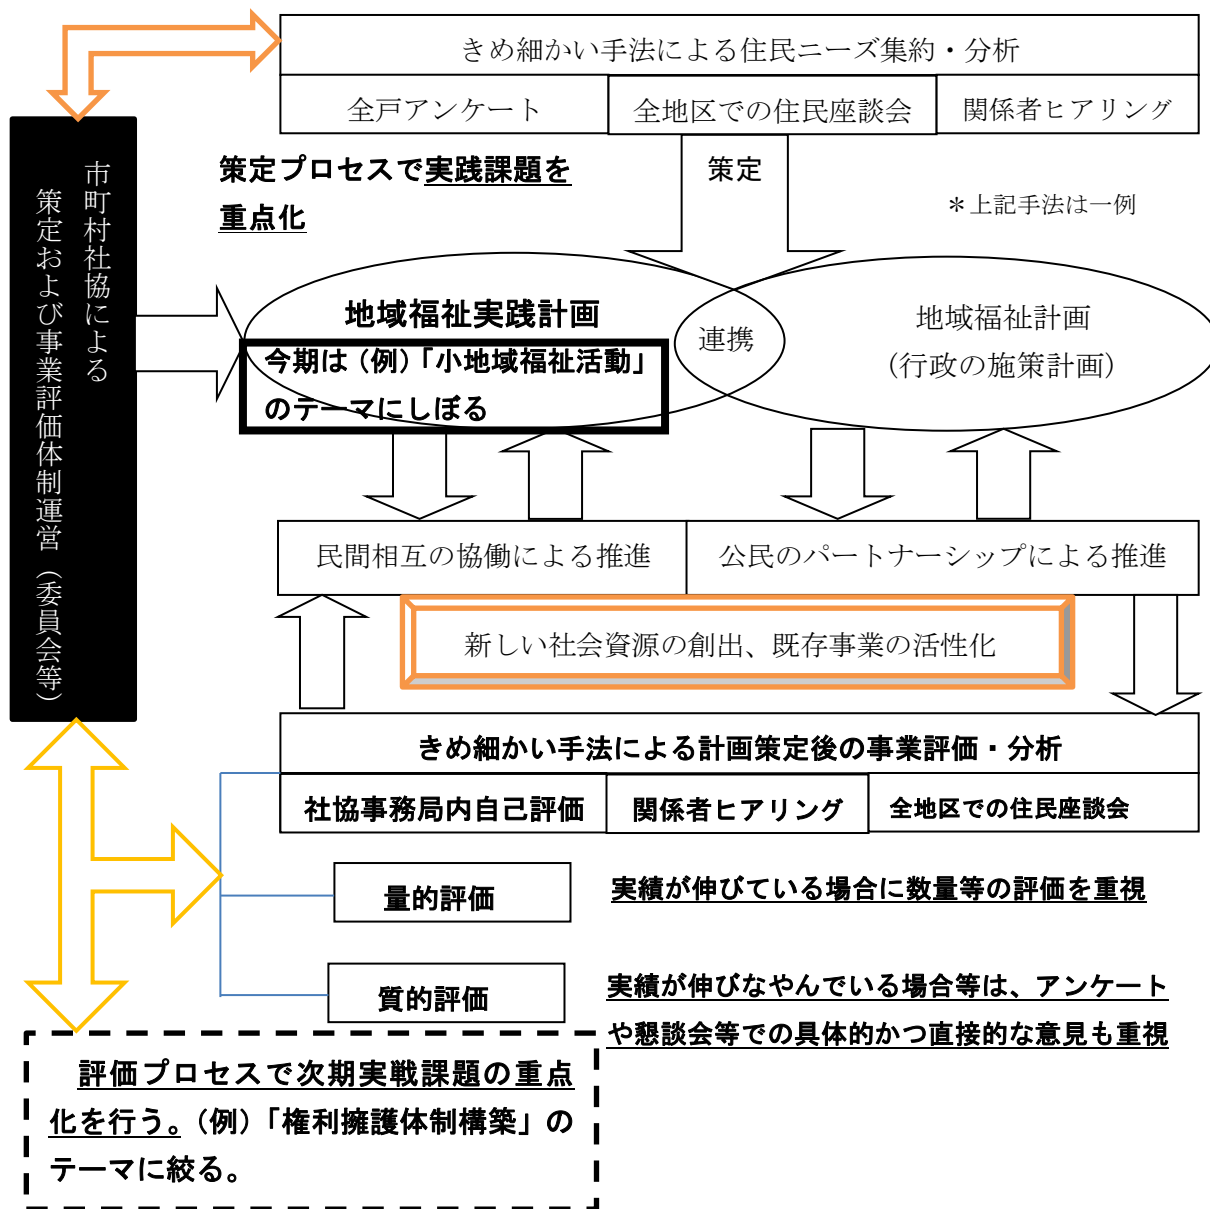 きめ細かい手法による住民ニーズ集約・分析
全戸アンケート
全地区での住民座談会
関係者ヒアリング
市町村社協による
策定および事業評価体制運営（委員会等）
策定プロセスで実践課題を
重点化
策定
＊上記手法は一例
地域福祉実践計画
今期は（例）「小地域福祉活動」
のテーマにしぼる
連携
地域福祉計画
（行政の施策計画）
民間相互の協働による推進
公民のパートナーシップによる推進
新しい社会資源の創出、既存事業の活性化
きめ細かい手法による計画策定後の事業評価・分析
社協事務局内自己評価
関係者ヒアリング
全地区での住民座談会
量的評価
実績が伸びている場合に数量等の評価を重視
質的評価
実績が伸びなやんでいる場合等は、アンケート
や懇談会等での具体的かつ直接的な意見も重視
評価プロセスで次期実戦課題の重点
化を行う。（例）「権利擁護体制構築」の
テーマに絞る。